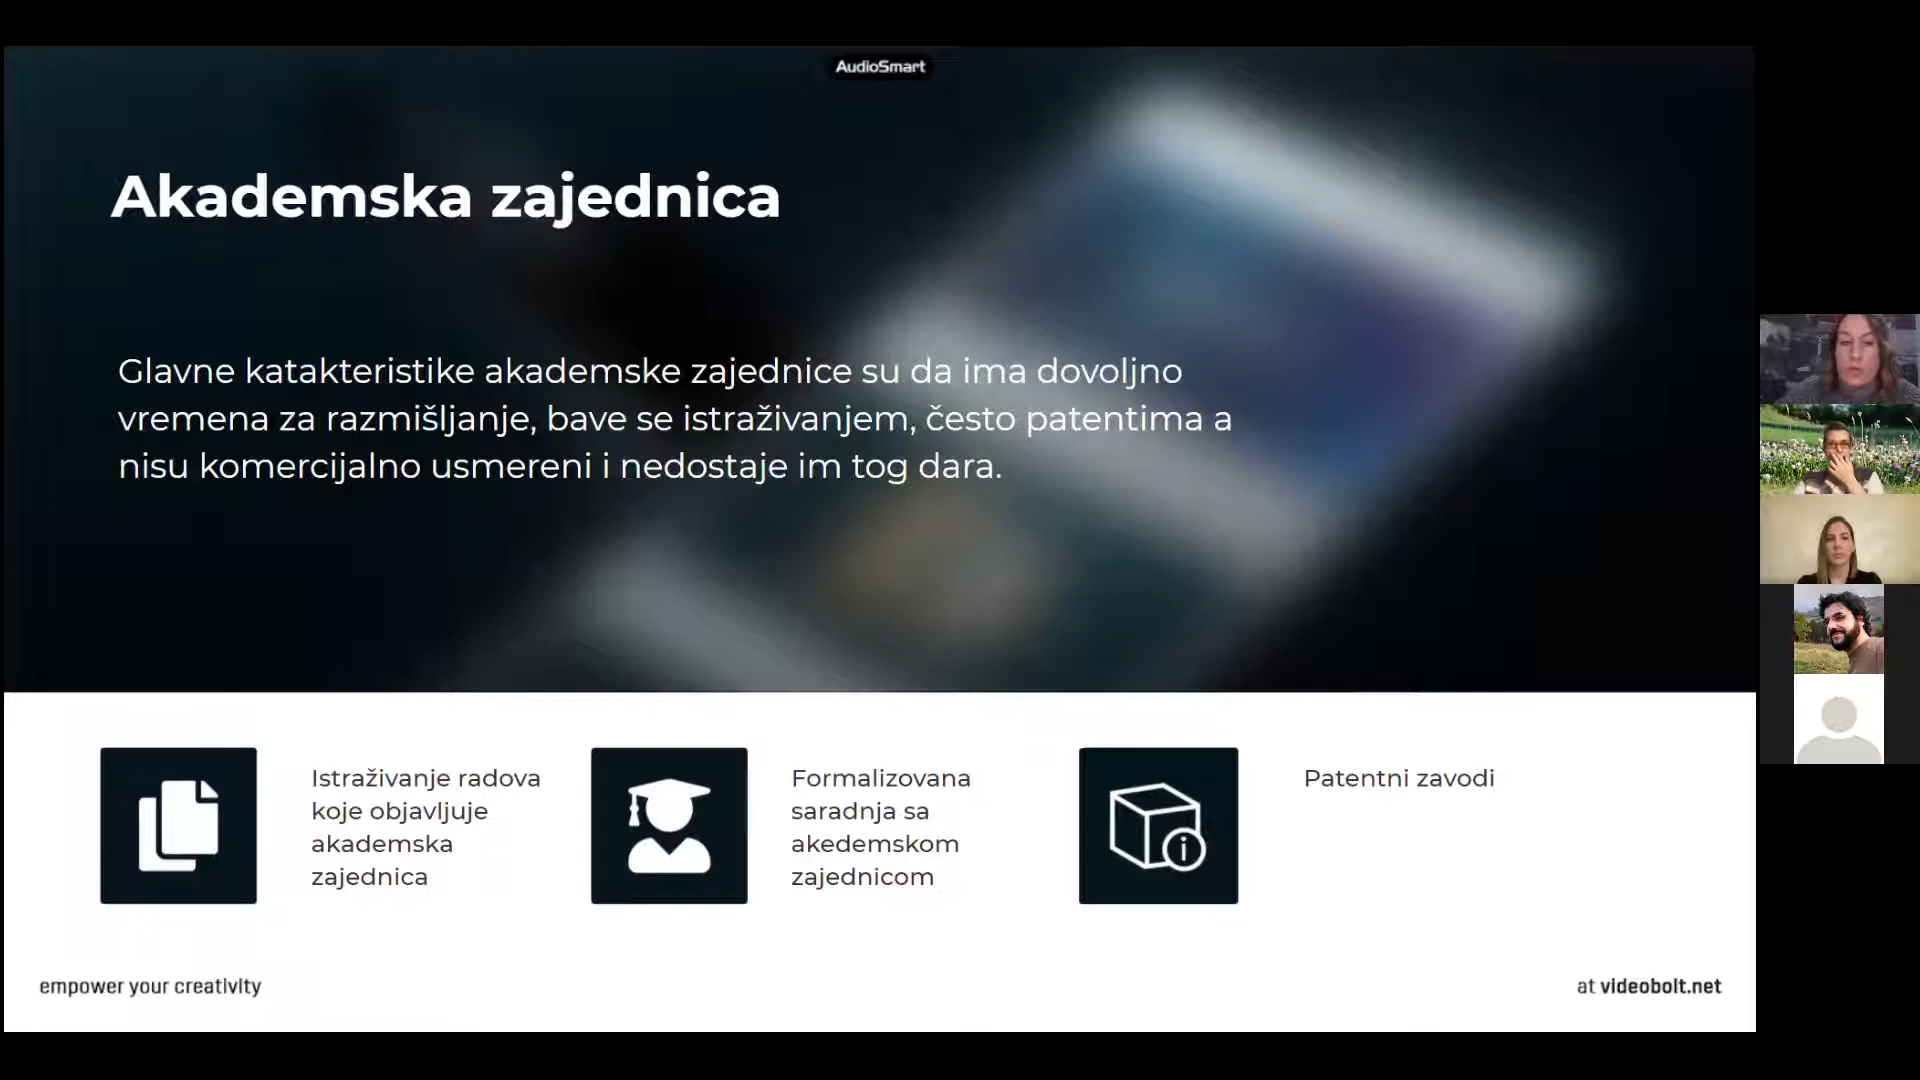 AudioSmart
Akademska zajednica
Glavne katakteristike akademske zajednice su da ima dovoljno
vremena za razmišljanje, bave se istraživanjem, često patentima a
nisu komercijalno usmereni i nedostaje im tog dara.
Istraživanje radova
koje objavljuje
akademska
zajednica
Formalizovana
saradnja sa
akedemskom
zajednicom
Patentni zavodi
empower your creativity
at videobolt.net